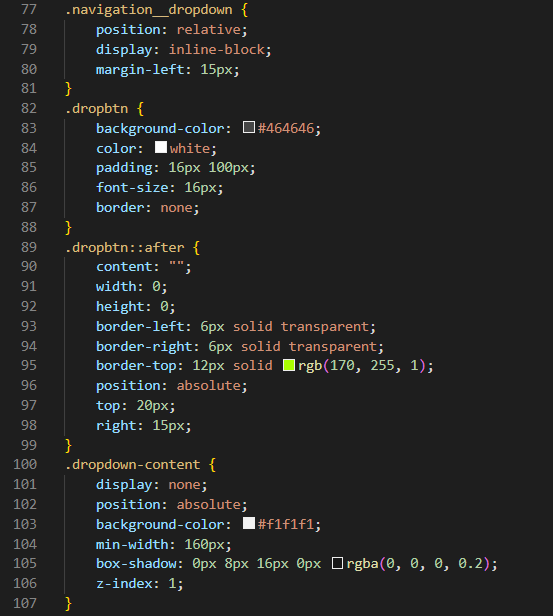 77 .navigation__dropdown {
78     position: relative;
79     display: inline-block;
80     margin-left: 15px;
81 }
82 .dropbtn {
83     background-color: #464646;
84     color: white;
85     padding: 16px 100px;
86     font-size: 16px;
87     border: none;
88 }
89 .dropbtn::after {
90     content: "";
91     width: 0;
92     height: 0;
93     border-left: 6px solid transparent;
94     border-right: 6px solid transparent;
95     border-top: 12px solid rgb(170, 255, 1);
96     position: absolute;
97     top: 20px;
98     right: 15px;
99 }
100 .dropdown-content {
101     display: none;
102     position: absolute;
103     background-color: #f1f1f1;
104     min-width: 160px;
105     box-shadow: 0px 8px 16px 0px rgba(0, 0, 0, 0.2);
106     z-index: 1;
107 }